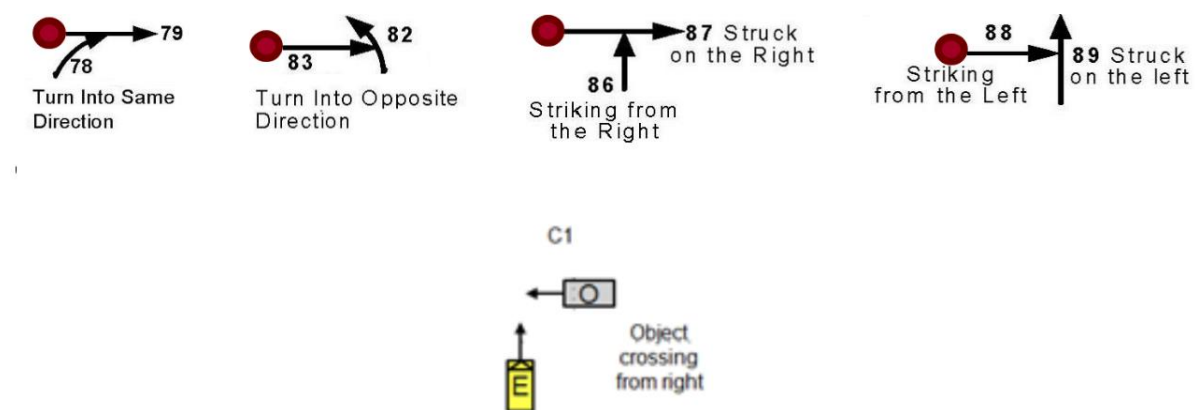 79
78
Turn Into Same
Direction
82
83
Turn Into Opposite
Direction
87 Struck
on the Right
86
Striking from
the Right
88
Striking
from the Left
89 Struck
on the left
C1
O
Object
crossing
from right
E